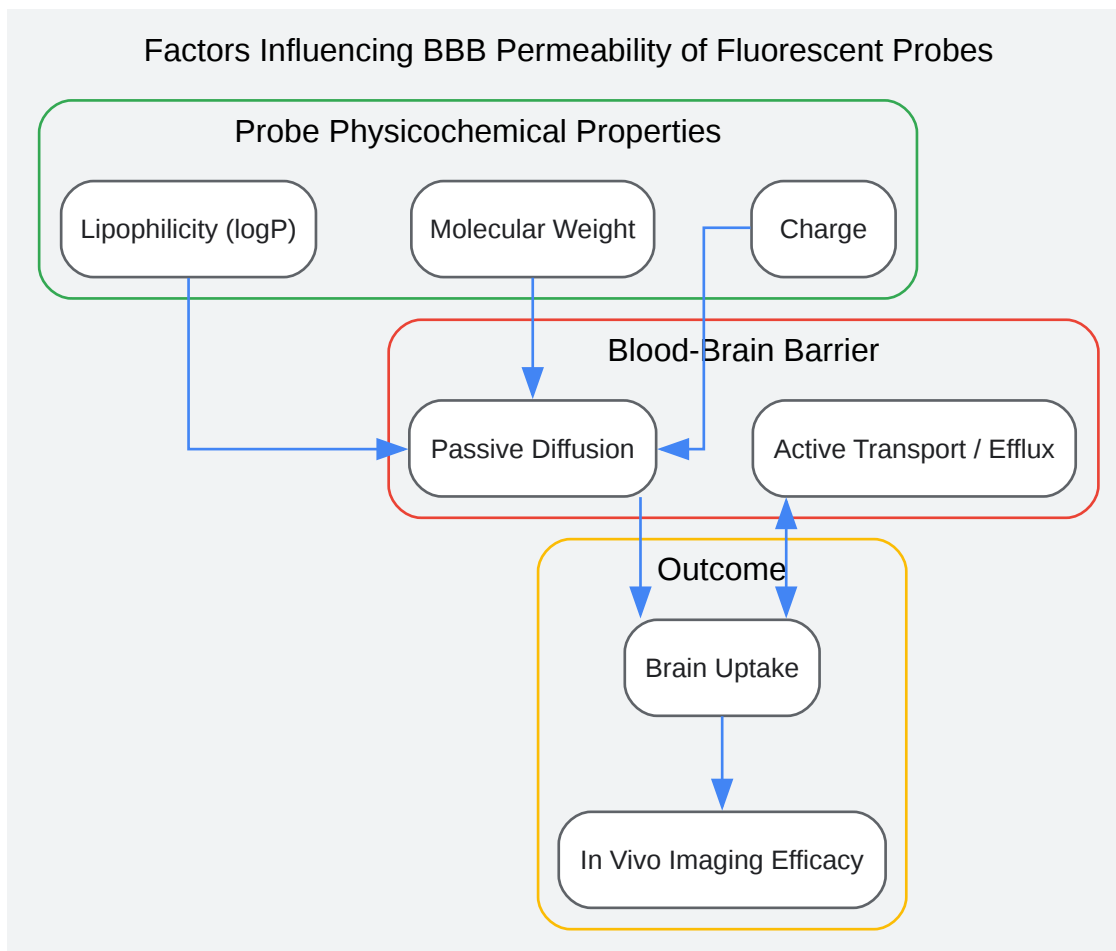 Factors Influencing BBB Permeability of Fluorescent Probes
Probe Physicochemical Properties
Lipophilicity (logP)
Molecular Weight
Charge
Blood-Brain Barrier
Passive Diffusion
Active Transport / Efflux
Outcome
Brain Uptake
In Vivo Imaging Efficacy